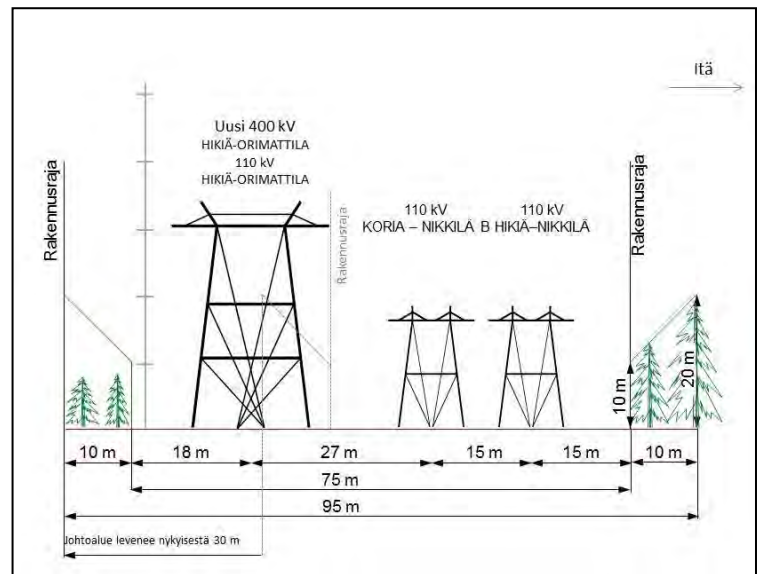 Itä
Uusi 400 kV
HIKIÄ-ORIMATTILA
110 kV
HIKIÄ-ORIMATTILA
Rakennusraja
Rakennusraja
110 kV 110 kV
KORIA – NIKKILÄ B HIKIÄ–NIKKILÄ
Rakennusraja
10 m
20 m
10 m 18 m 27 m 15 m 15 m 10 m
75 m
95 m
Johtoalue levenee nykyisestä 30 m